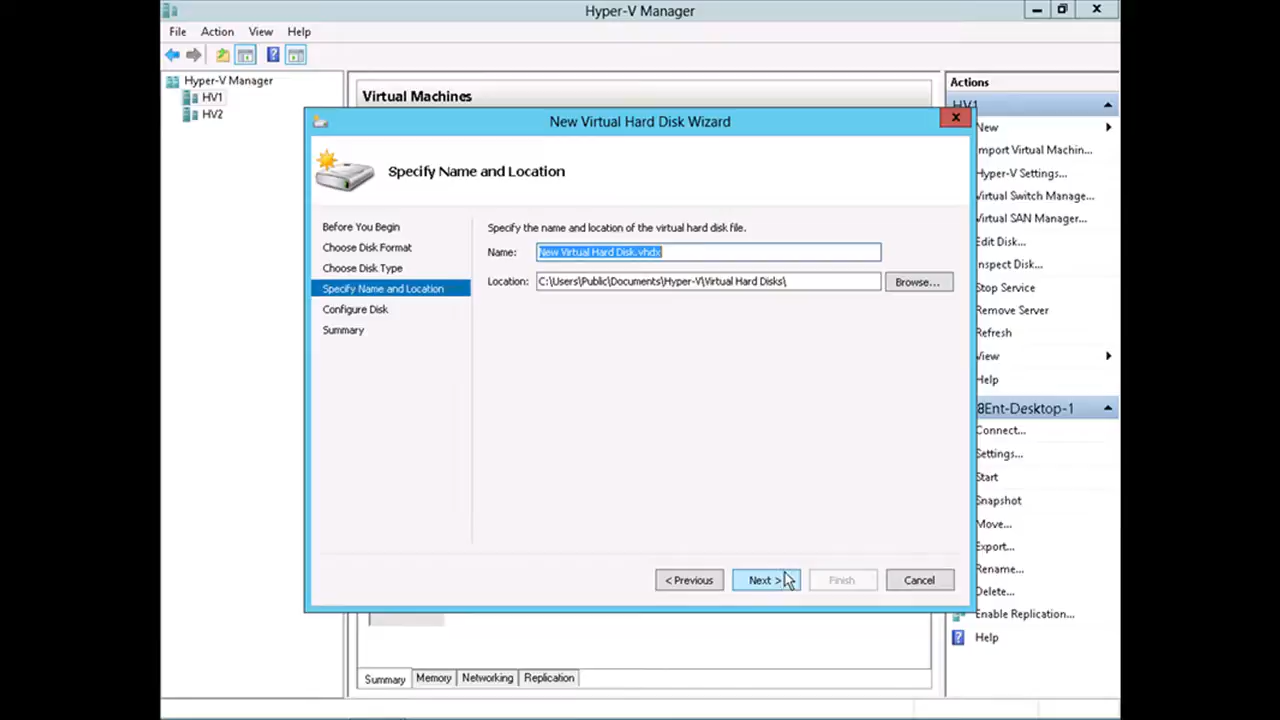 Hyper-V Manager
File Action View Help
Hyper-V Manager
HV1
HV2
Virtual Machines
New Virtual Hard Disk Wizard
Specify Name and Location
Before You Begin
Choose Disk Format
Choose Disk Type
Specify Name and Location
Configure Disk
Summary
Specify the name and location of the virtual hard disk file.
Name: New Virtual Hard Disk.vhdx
Location: C:\Users\Public\Documents\Hyper-V\Virtual Hard Disks\ Browse...
< Previous Next > Finish Cancel
Summary Memory Networking Replication
Actions
HV1
New
mport Virtual Machin...
Hyper-V Settings...
Virtual Switch Manage...
Virtual SAN Manager...
Edit Disk...
nspect Disk...
Stop Service
Remove Server
Refresh
View
Help
8Ent-Desktop-1
Connect...
Settings...
Start
Snapshot
Move...
Export...
Rename...
Delete...
Enable Replication...
Help